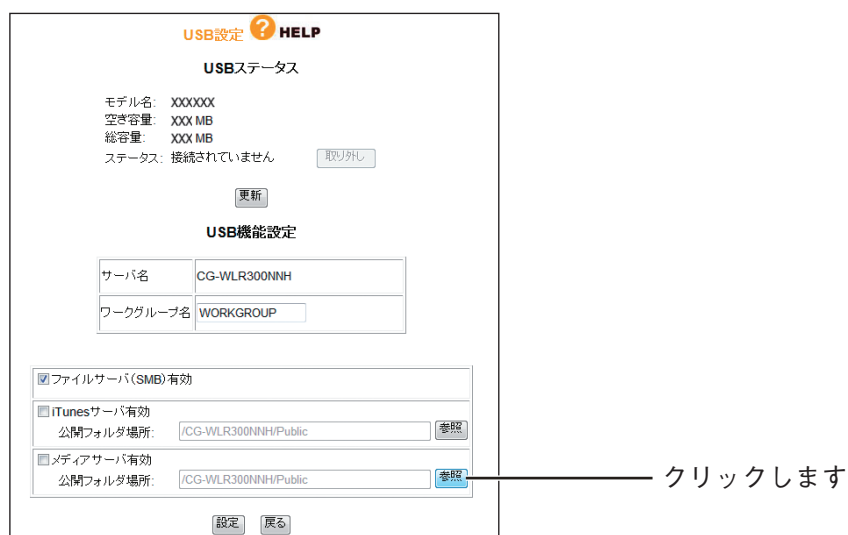 USB設定 ? HELP
USBステータス
モデル名: XXXXXX
空き容量: XXX MB
総容量: XXX MB
ステータス: 接続されていません 取り外し
更新
USB機能設定
サーバ名 CG-WLR300NNH
ワークグループ名 WORKGROUP
ファイルサーバ(SMB)有効
iTunesサーバ有効
公開フォルダ場所: /CG-WLR300NNH/Public 参照
メディアサーバ有効
公開フォルダ場所: /CG-WLR300NNH/Public 参照
クリックします
設定 戻る